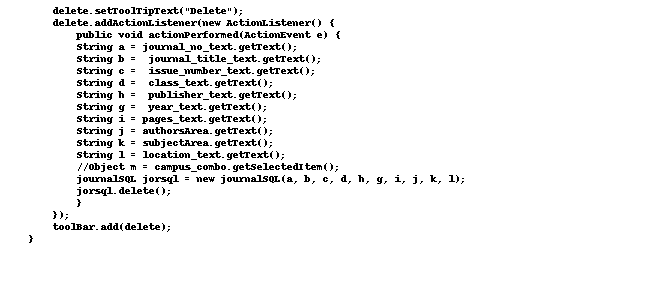 delete.setToolTipText("Delete");
delete.addActionListener(new ActionListener() {
public void actionPerformed(ActionEvent e) {
String a = journal_no_text.getText();
String b =  journal_title_text.getText();
String c =  issue_number_text.getText();
String d =  class_text.getText();
String h =  publisher_text.getText();
String g =  year_text.getText();
String i = pages_text.getText();
String j = authorsArea.getText();
String k = subjectArea.getText();
String l = location_text.getText();
//Object m = campus_combo.getSelectedItem();
journalSQL jorsql = new journalSQL(a, b, c, d, h, g, i, j, k, l);
jorsql.delete();
}
});
toolBar.add(delete);
}